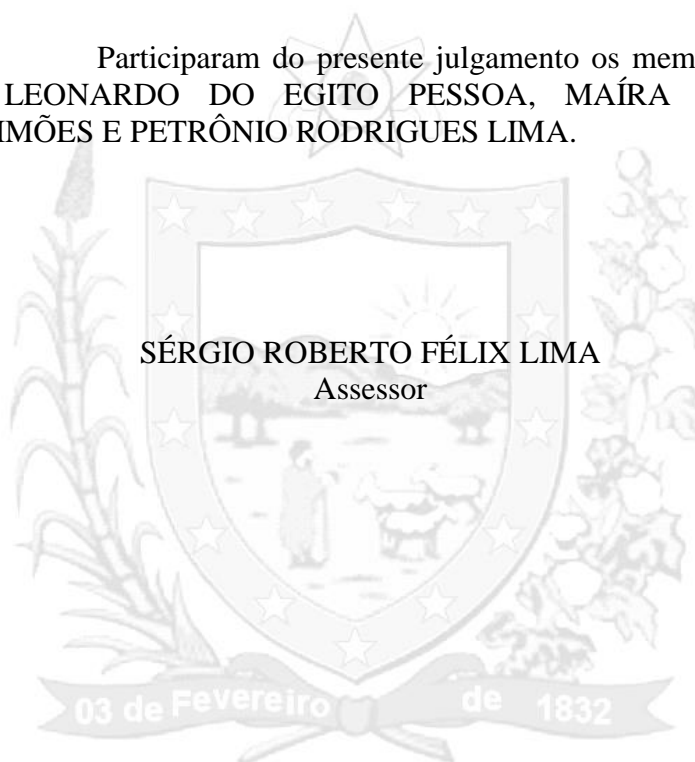 Participaram do presente julgamento os mem
LEONARDO DO EGITO PESSOA, MAÍRA
IMÕES E PETRÔNIO RODRIGUES LIMA.
SÉRGIO ROBERTO FÉLIX LIMA
Assessor
03 de Fevereiro de 1832